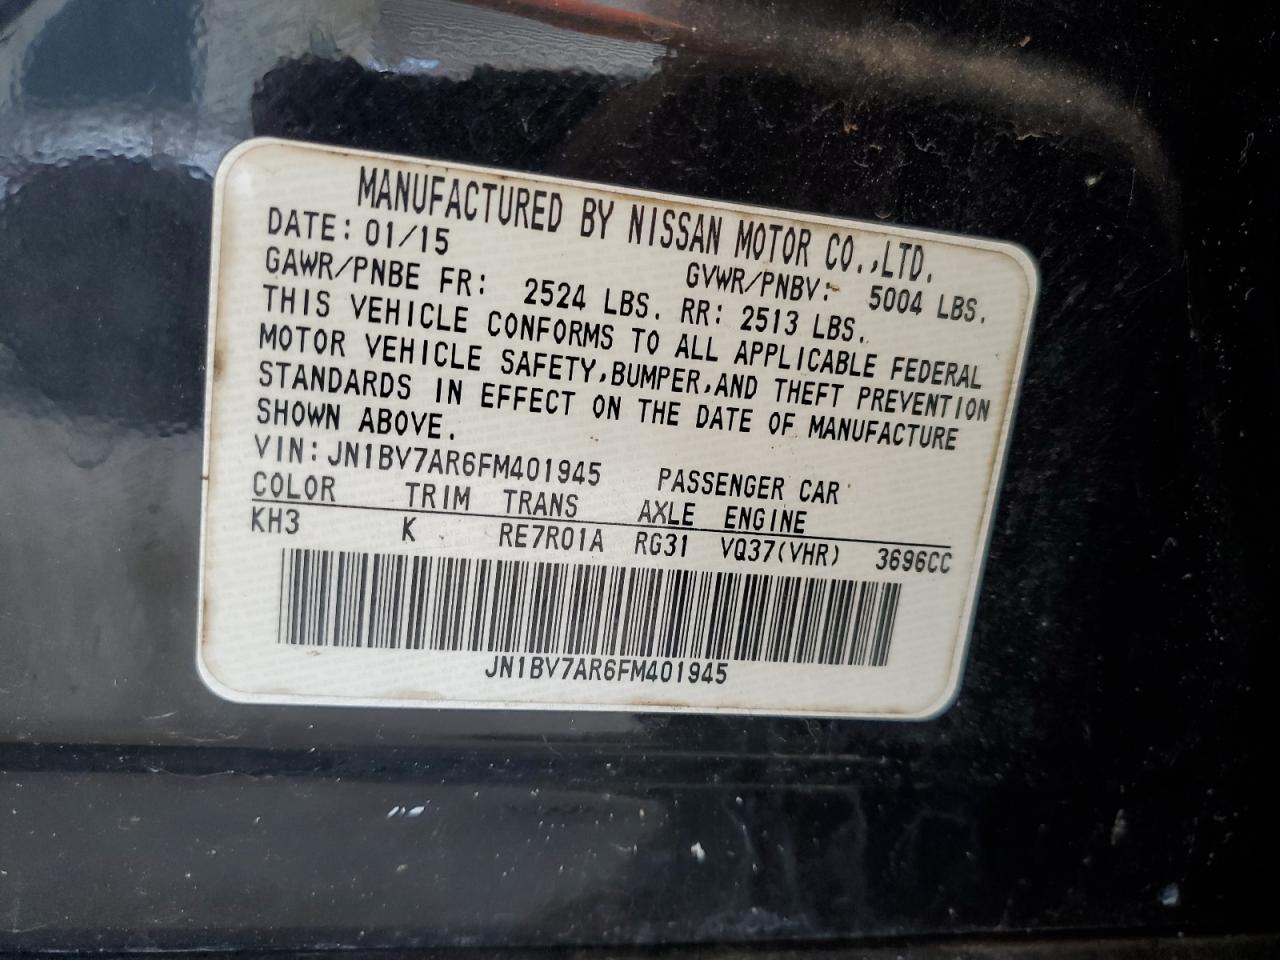 MANUFACTURED BY NISSAN MOTOR CO.,LTD.
DATE: 01/15 GVWR/PNBV: 5004 LBS.
GAWR/PNBE FR: 2524 LBS. RR: 2513 LBS.
THIS VEHICLE CONFORMS TO ALL APPLICABLE FEDERAL
MOTOR VEHICLE SAFETY,BUMPER,AND THEFT PREVENTION
STANDARDS IN EFFECT ON THE DATE OF MANUFACTURE
SHOWN ABOVE.
VIN: JN1BV7AR6FM401945 PASSENGER CAR
COLOR TRIM TRANS AXLE ENGINE
KH3 K RE7R01A RG31 VQ37(VHR) 3696CC
JN1BV7AR6FM401945